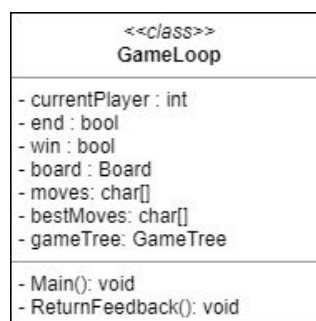 <<class>>
GameLoop
- currentPlayer : int
- end : bool
- win : bool
- board : Board
- moves: char[]
- bestMoves: char[]
- gameTree: GameTree
- Main(): void
- ReturnFeedback(): void